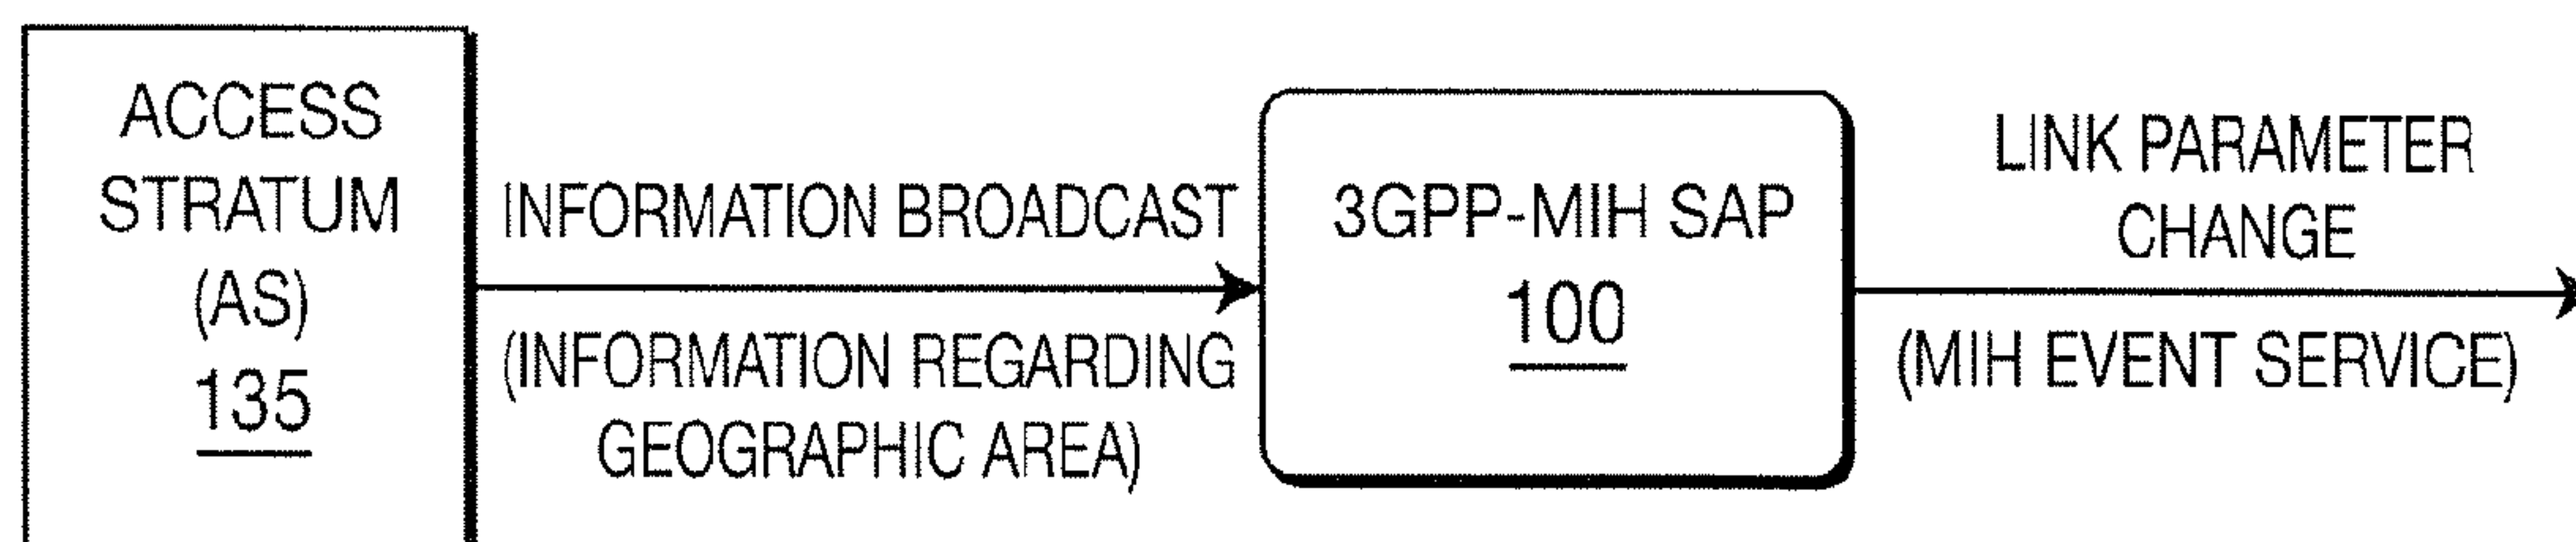 ACCESS
STRATUM
(AS)
135
INFORMATION BROADCAST
(INFORMATION REGARDING
GEOGRAPHIC AREA)
3GPP-MIH SAP
100
LINK PARAMETER
CHANGE
(MIH EVENT SERVICE)